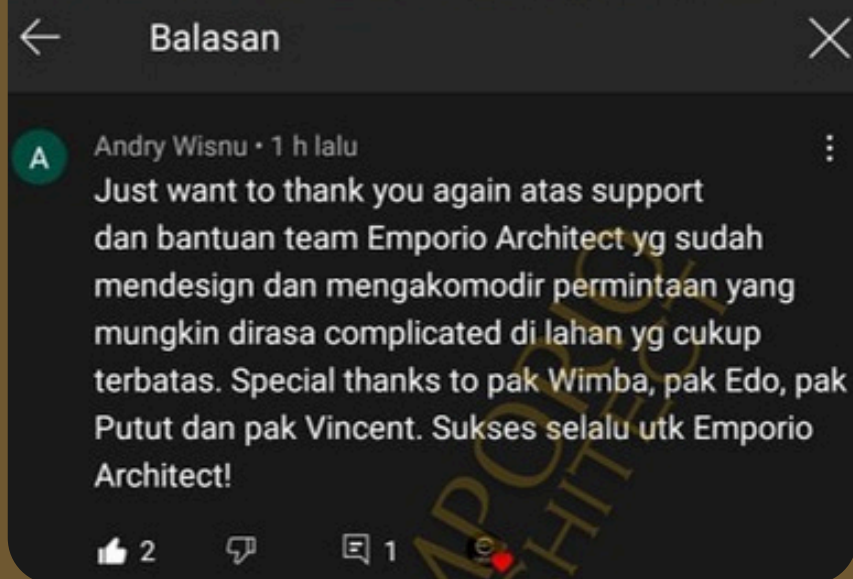 Balasan
Andry Wisnu • 1 h lalu
A
Just want to thank you again atas support
dan bantuan team Emporio Architect yg sudah
mendesign dan mengakomodir permintaan yang
mungkin dirasa complicated di lahan yg cukup
terbatas. Special thanks to pak Wimba, pak Edo, pak
Putut dan pak Vincent. Sukses selalu utk Emporio
Architect!
2
1
EMPORIO
ARCHITECT